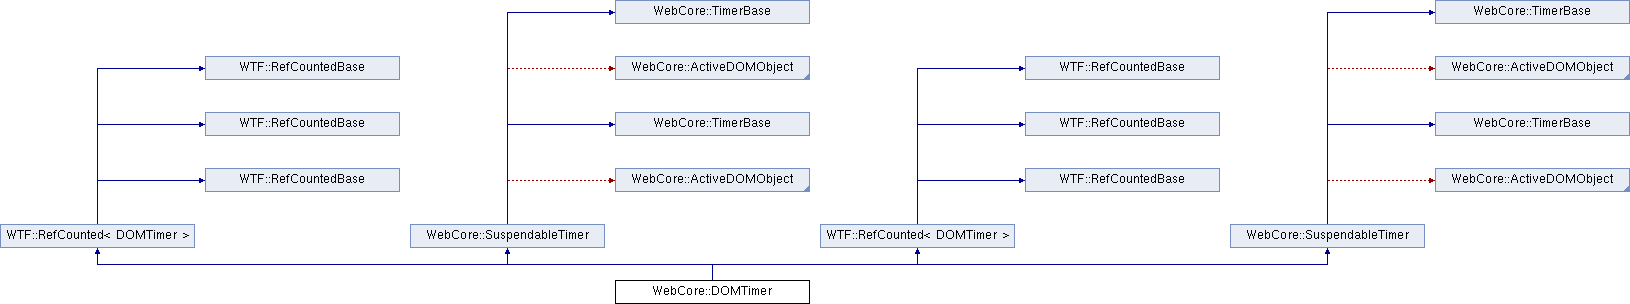 WebCore::TimerBase
WebCore::TimerBase
WTF::RefCountedBase
WebCore::ActiveDOMObject
WTF::RefCountedBase
WebCore::ActiveDOMObject
WTF::RefCountedBase
WebCore::TimerBase
WTF::RefCountedBase
WebCore::TimerBase
WTF::RefCountedBase
WebCore::ActiveDOMObject
WTF::RefCountedBase
WebCore::ActiveDOMObject
WTF::RefCounted< DOMTimer >
WebCore::SuspendableTimer
WTF::RefCounted< DOMTimer >
WebCore::SuspendableTimer
WebCore::DOMTimer